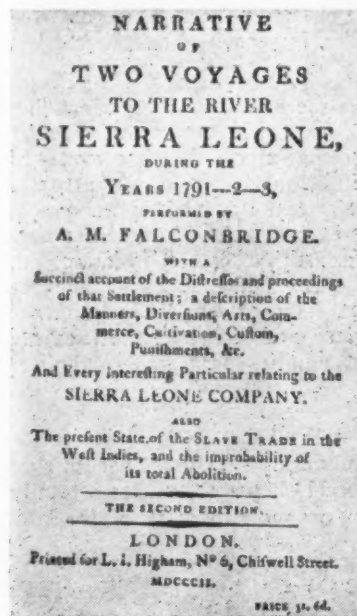 NARRATIVE
OF
TWO VOYAGES
TO THE RIVER
SIERRA LEONE,
DURING THE
YEARS 1791—2—3,
PERFORMED BY
A. M. FALCONBRIDGE.
WITH A
Succinct account of the Diſtreſſes and proceedings
of that Settlement; a deſcription of the
Manners, Diverſions, Arts, Com-
merce, Cultivation, Cuſtom,
Puniſhments, &c.
And Every intereſting Particular relating to the
SIERRA LEONE COMPANY.
ALSO
The preſent State of the SLAVE TRADE in the
Weſt Indies, and the improbability of
its total Abolition.
THE SECOND EDITION.
LONDON.
Printed for L. I. Higham, Nº 6, Chiſwell Street.
MDCCCII.
PRICE 3s. 6d.